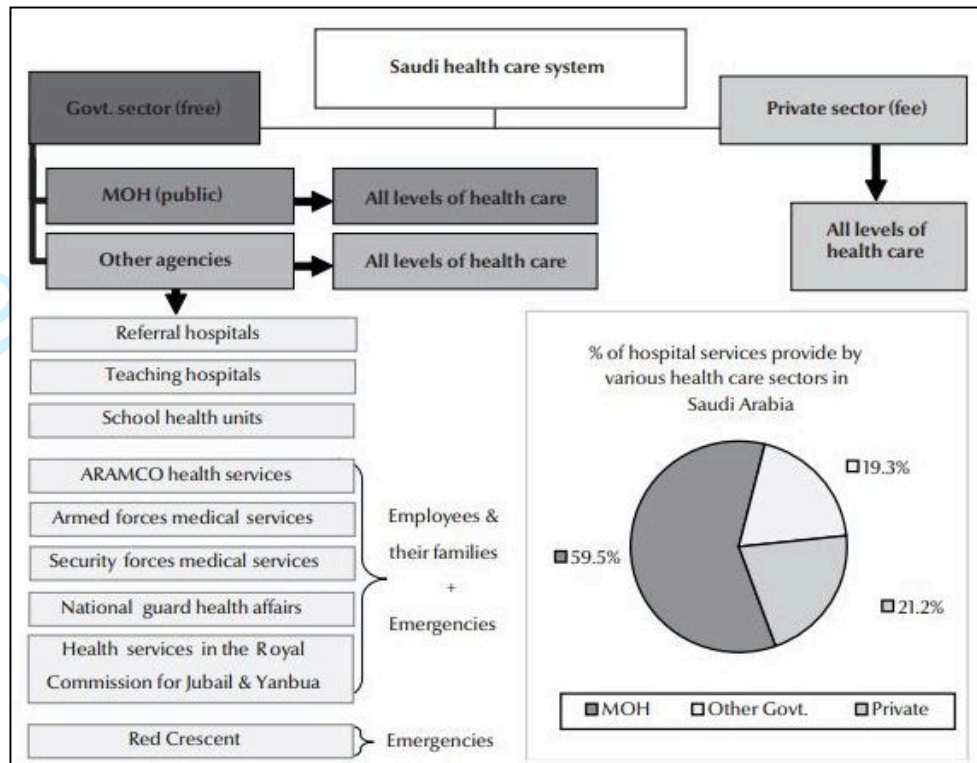 Saudi health care system
Govt. sector (free)
Private sector (fee)
MOH (public)
All levels of health care
Other agencies
All levels of health care
All levels of
health care
Referral hospitals
Teaching hospitals
School health units
ARAMCO health services
Armed forces medical services
Security forces medical services
National guard health affairs
Health services in the Royal
Commission for Jubail & Yanbua
Employees &
their families
+
Emergencies
Red Crescent
Emergencies
% of hospital services provide by
various health care sectors in
Saudi Arabia
19.3%
59.5%
21.2%
MOH
Other Govt.
Private